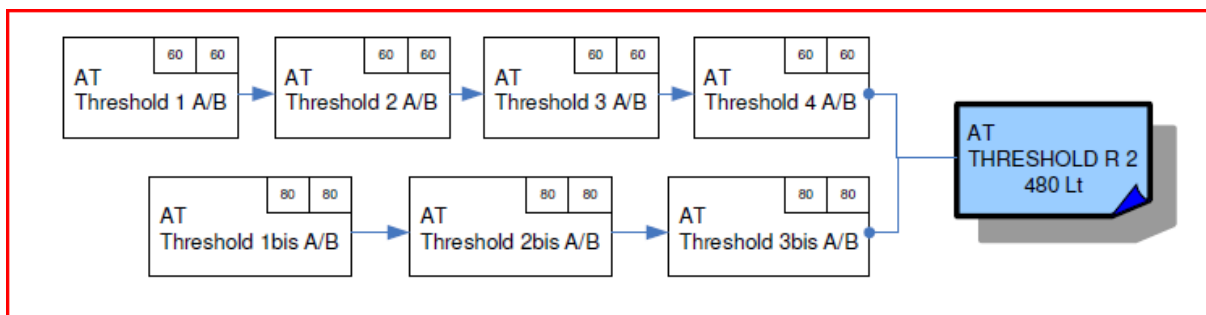 60 60
AT
Threshold 1 A/B
60 60
AT
Threshold 2 A/B
60 60
AT
Threshold 3 A/B
60 60
AT
Threshold 4 A/B
AT
THRESHOLD R 2
480 Lt
80 80
AT
Threshold 1bis A/B
80 80
AT
Threshold 2bis A/B
80 80
AT
Threshold 3bis A/B